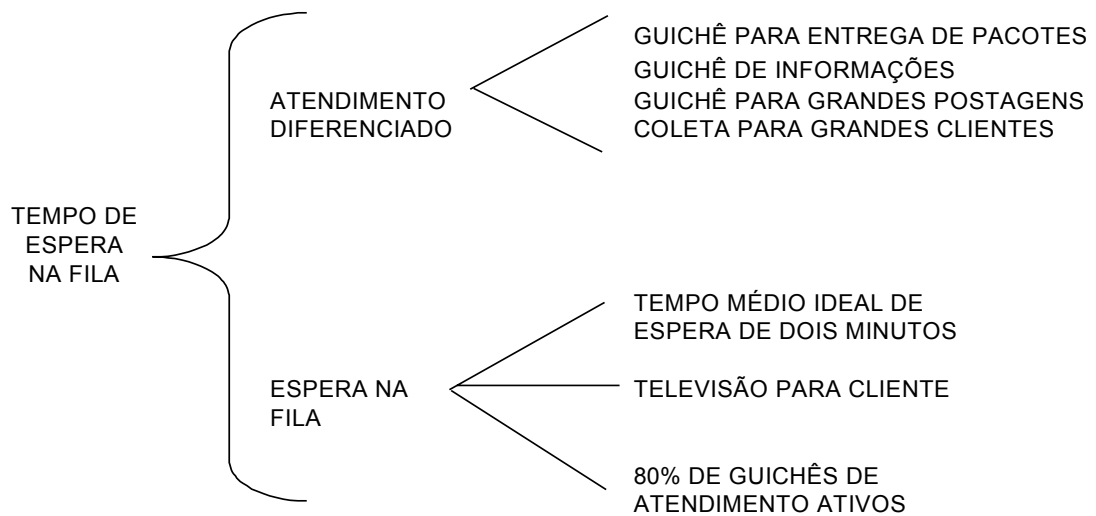 TEMPO DE
ESPERA
NA FILA
ATENDIMENTO
DIFERENCIADO
GUICHÊ PARA ENTREGA DE PACOTES
GUICHÊ DE INFORMAÇÕES
GUICHÊ PARA GRANDES POSTAGENS
COLETA PARA GRANDES CLIENTES
ESPERA NA
FILA
TEMPO MÉDIO IDEAL DE
ESPERA DE DOIS MINUTOS
TELEVISÃO PARA CLIENTE
80% DE GUICHÊS DE
ATENDIMENTO ATIVOS